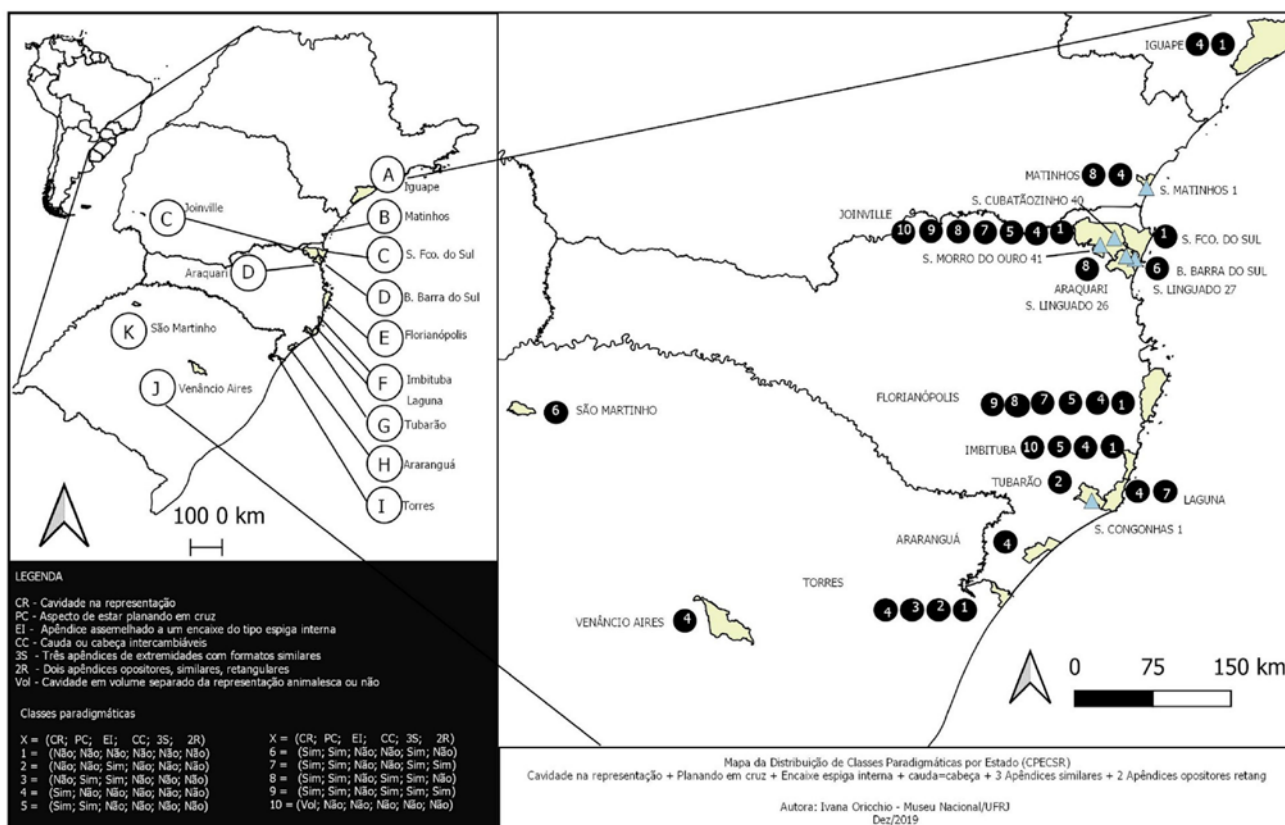 A
Iguape
B
Matinhos
Joinville
C
C
S. Fco. do Sul
Araquari
D
D
B. Barra do Sul
E
Florianópolis
K
São Martinho
F
Imbituba
Laguna
J
Venâncio Aires
G
Tubarão
H
Araranguá
I
Torres
100 0 km
LEGENDA
CR - Cavidade na representação
PC - Aspecto de estar planando em cruz
EI - Apêndice assemelhado a um encaixe do tipo espiga interna
CC - Cauda ou cabeça intercambiáveis
3S - Três apêndices de extremidades com formatos similares
2R - Dois apêndices opositores, similares, retangulares
Vol - Cavidade em volume separado da representação animalesca ou não
Classes paradigmáticas
X = (CR; PC; EI; CC; 3S; 2R)
1 = (Não; Não; Não; Não; Não; Não)
2 = (Não; Não; Sim; Não; Não; Não)
3 = (Não; Sim; Sim; Não; Não; Não)
4 = (Sim; Não; Não; Não; Não; Não)
5 = (Sim; Sim; Não; Não; Não; Não)
X = (CR; PC; EI; CC; 3S; 2R)
6 = (Sim; Sim; Não; Não; Sim; Não)
7 = (Sim; Sim; Não; Não; Sim; Sim)
8 = (Sim; Sim; Não; Sim; Sim; Não)
9 = (Sim; Sim; Não; Sim; Sim; Sim)
10 = (Vol; Não; Não; Não; Não; Não)
IGUAPE 4 1
MATINHOS 8 4
S. MATINHOS 1
S. CUBATÃOZINHO 40
JOINVILLE
10 9 8 7 5 4 1
1 S. FCO. DO SUL
S. MORRO DO OURO 41
8
6 B. BARRA DO SUL
ARAQUARI
S. LINGUADO 27
S. LINGUADO 26
FLORIANÓPOLIS 9 8 7 5 4 1
6 SÃO MARTINHO
IMBITUBA 10 5 4 1
TUBARÃO 2
4 7 LAGUNA
S. CONGONHAS 1
ARARANGUÁ 4
TORRES
4 3 2 1
VENÂNCIO AIRES 4
0 75 150 km
Mapa da Distribuição de Classes Paradigmáticas por Estado (CPECSR)
Cavidade na representação + Planando em cruz + Encaixe espiga interna + cauda=cabeça + 3 Apêndices similares + 2 Apêndices opositores retang
Autora: Ivana Oricchio - Museu Nacional/UFRJ
Dez/2019